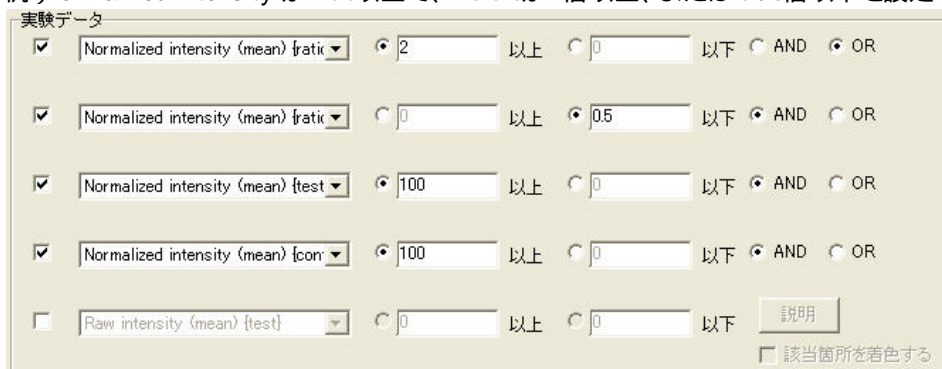 実験データ
Normalized intensity (mean) {ratic 2 以上 0 以下 AND OR
Normalized intensity (mean) {ratic 0 以上 0.5 以下 AND OR
Normalized intensity (mean) {test 100 以上 0 以下 AND OR
Normalized intensity (mean) {con 100 以上 0 以下 AND OR
Raw intensity (mean) {test} 0 以上 0 以下 説明
該当箇所を着色する